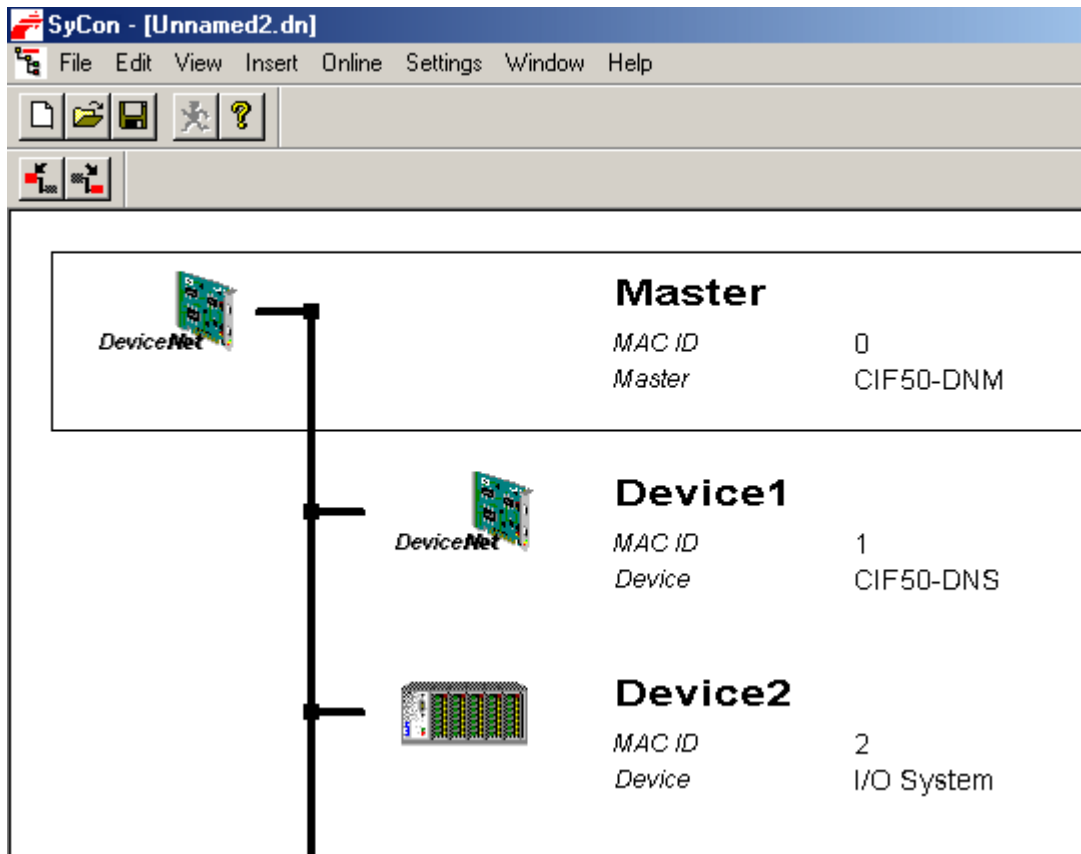 SyCon - [Unnamed2.dn]
File Edit View Insert Online Settings Window Help
Master
DeviceNet
MAC ID 0
Master CIF50-DNM
Device1
DeviceNet
MAC ID 1
Device CIF50-DNS
Device2
MAC ID 2
Device I/O System